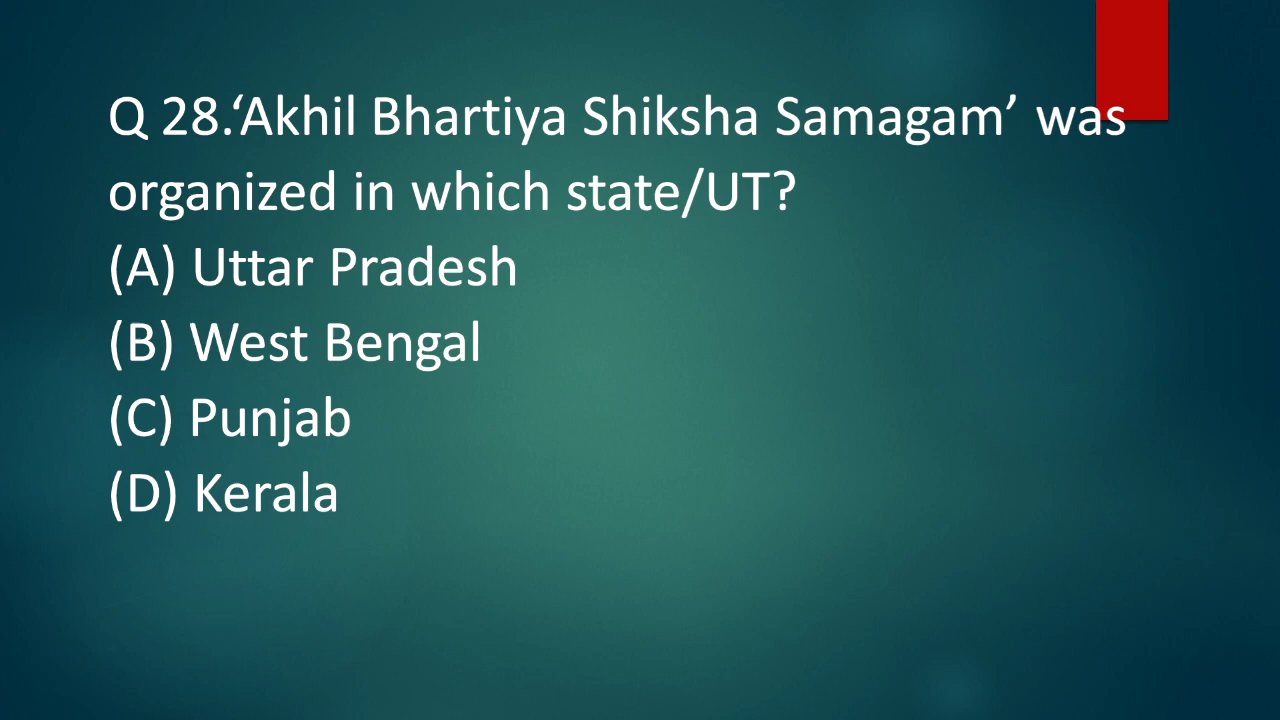 Q 28.‘Akhil Bhartiya Shiksha Samagam’ was
organized in which state/UT?
(A) Uttar Pradesh
(B) West Bengal
(C) Punjab
(D) Kerala